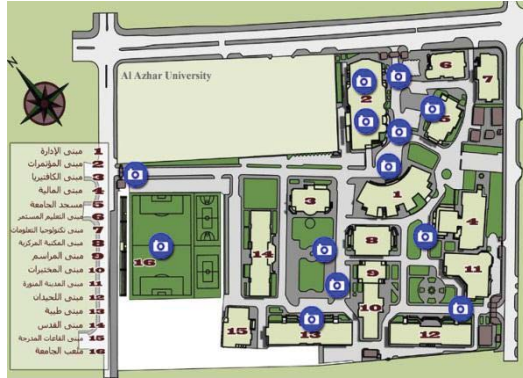 N
Al Azhar University
مبنى الإدارة 1
مبنى المؤتمرات 2
مبنى الكافتيريا 3
مبنى المالية 4
مسجد الجامعة 5
مبنى التعليم المستمر 6
مبنى تكنولوجيا المعلومات 7
مبنى المكتبة المركزية 8
مبنى المراسم 9
مبنى المختبرات 10
مبنى المدينة المنورة 11
مبنى اللحيدان 12
مبنى طيبة 13
مبنى القدس 14
مبنى القاعات المدرجة 15
ملعب الجامعة 16
6
7
2
5
1
3
4
8
14
9
11
16
10
15
13
12